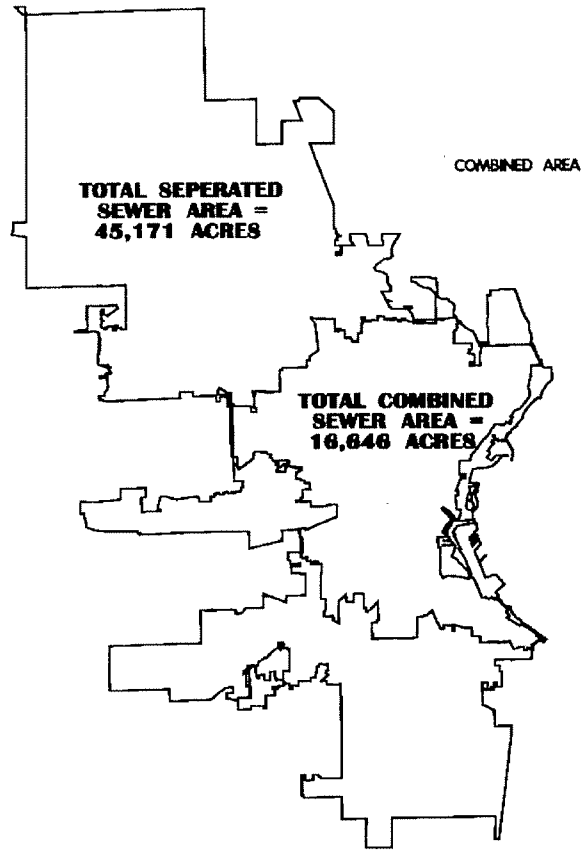 COMBINED AREA
TOTAL SEPERATED
SEWER AREA =
45,171 ACRES
TOTAL COMBINED
SEWER AREA =
16,646 ACRES